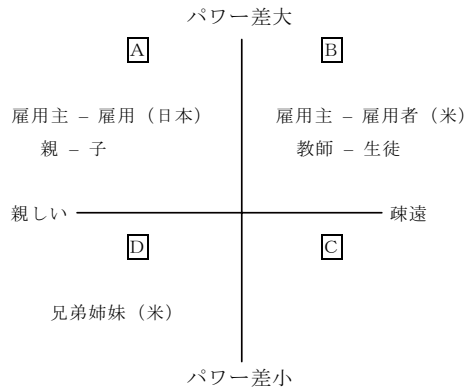 パワー差大
A
B
雇用主 – 雇用（日本）
雇用主 – 雇用者（米）
親 – 子
教師 – 生徒
親しい
疎遠
D
C
兄弟姉妹（米）
パワー差小